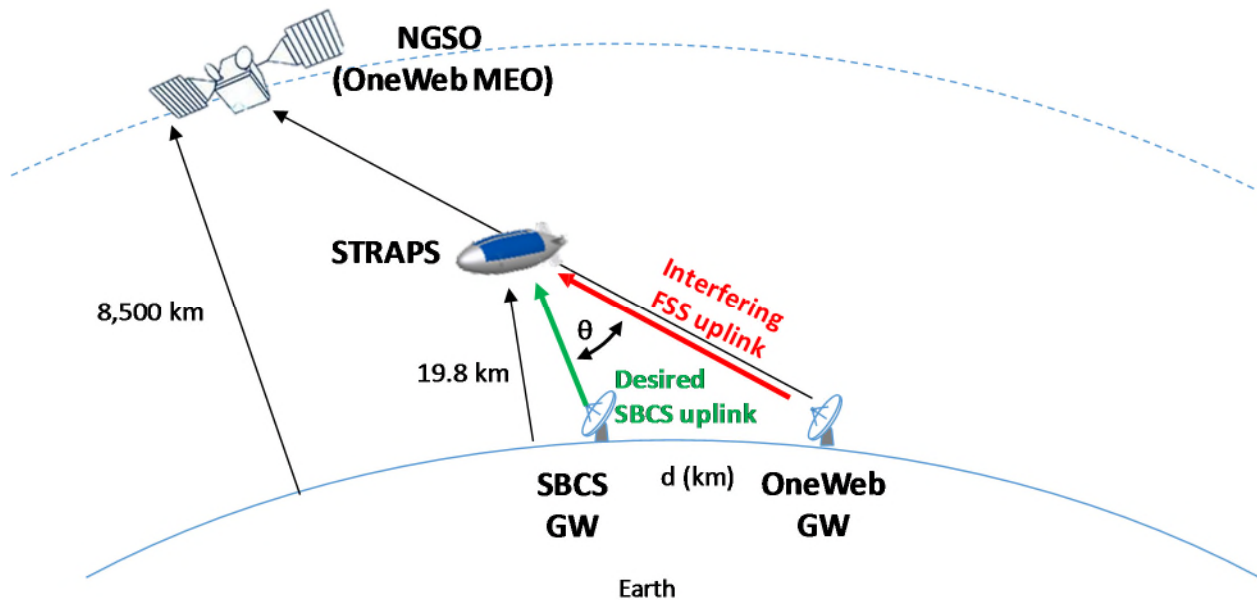 NGSO
(OneWeb MEO)
STRAPS
8,500 km
Interfering
FSS uplink
θ
19.8 km
Desired
SBCS uplink
SBCS
GW
d (km)
OneWeb
GW
Earth